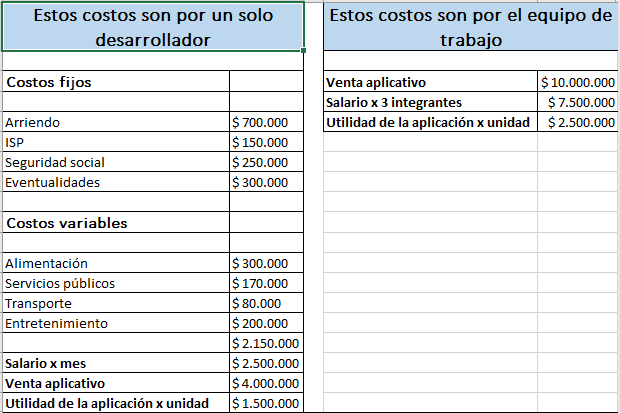 Estos costos son por un solo
desarrollador
Costos fijos
Arriendo $ 700.000
ISP $ 150.000
Seguridad social $ 250.000
Eventualidades $ 300.000
Costos variables
Alimentación $ 300.000
Servicios públicos $ 170.000
Transporte $ 80.000
Entretenimiento $ 200.000
$ 2.150.000
Salario x mes $ 2.500.000
Venta aplicativo $ 4.000.000
Utilidad de la aplicación x unidad $ 1.500.000
Estos costos son por el equipo de
trabajo
Venta aplicativo $ 10.000.000
Salario x 3 integrantes $ 7.500.000
Utilidad de la aplicación x unidad $ 2.500.000